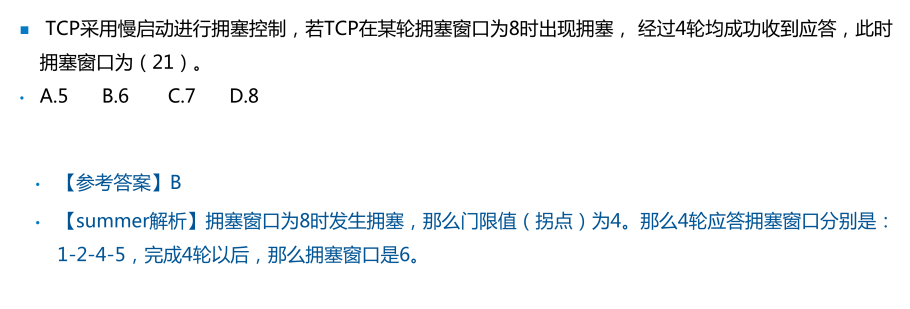 TCP采用慢启动进行拥塞控制，若TCP在某轮拥塞窗口为8时出现拥塞， 经过4轮均成功收到应答，此时
拥塞窗口为（21）。
A.5 B.6 C.7 D.8
【参考答案】B
【summer解析】拥塞窗口为8时发生拥塞，那么门限值（拐点）为4。那么4轮应答拥塞窗口分别是：
1-2-4-5，完成4轮以后，那么拥塞窗口是6。